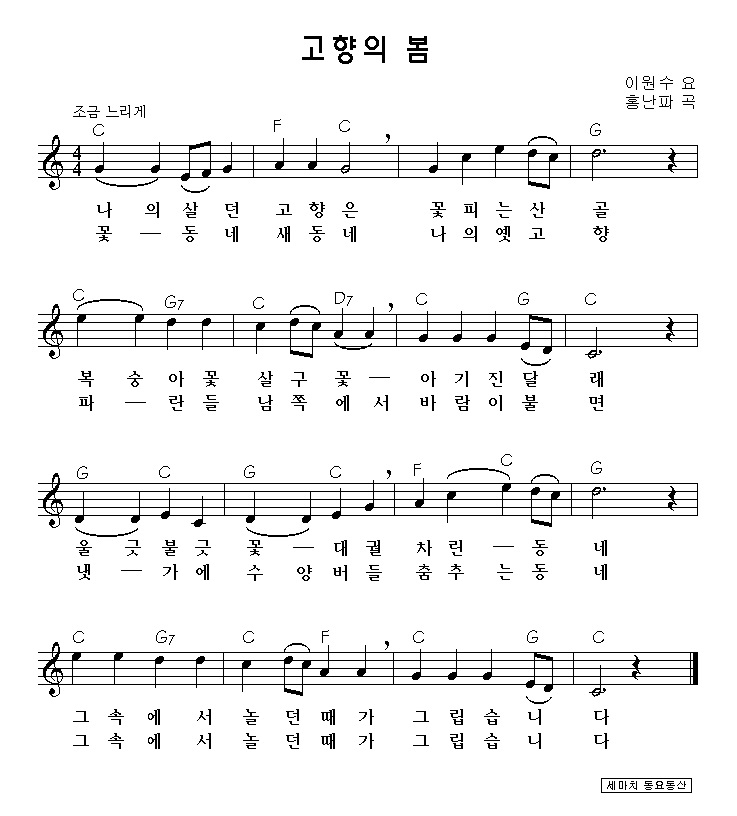 고향의 봄
이원수 요
홍난파 곡
조금 느리게
C F C G
4
4
나 의 살 던 고 향 은 꽃 피 는 산 골
꽃 — 동 네 새 동 네 나 의 옛 고 향
C G7 C D7 C G C
복 숭 아 꽃 살 구 꽃 — 아 기 진 달 래
파 — 란 들 남 쪽 에 서 바 람 이 불 면
G C G C F C G
울 긋 불 긋 꽃 — 대 궐 차 린 — 동 네
냇 — 가 에 수 양 버 들 춤 추 는 동 네
C G7 C F C G C
그 속 에 서 놀 던 때 가 그 립 습 니 다
그 속 에 서 놀 던 때 가 그 립 습 니 다
세마치 동요동산